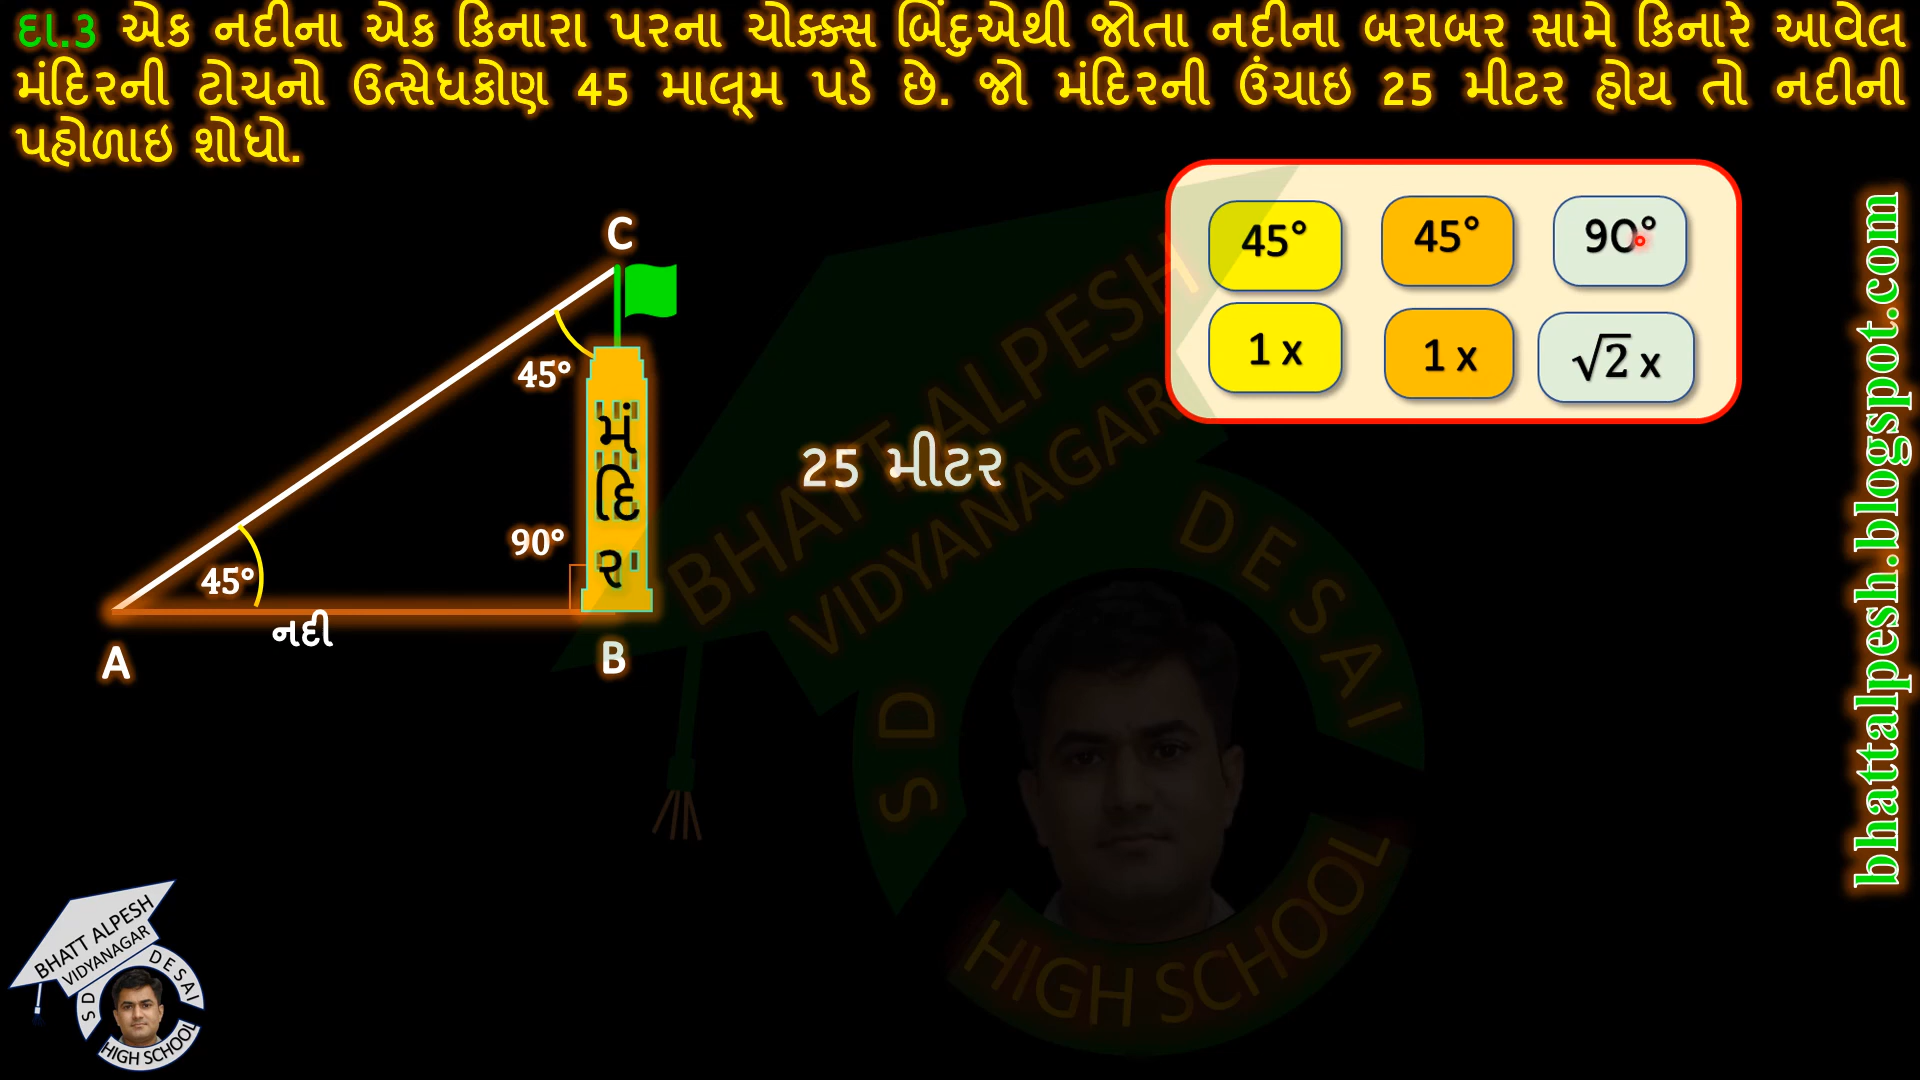 દા.3 એક નદીના એક કિનારા પરના ચોક્ક્સ બિંદુએથી જોતા નદીના બરાબર સામે કિનારે આવેલ
મંદિરની ટોચનો ઉત્સેધકોણ 45 માલૂમ પડે છે. જો મંદિરની ઉંચાઇ 25 મીટર હોય તો નદીની
પહોળાઇ શોધો.
45° 45° 90°
1 x 1 x √2 x
C
45°
મંદિર
25 મીટર
90°
45°
નદી
A B
bhattalpesh.blogspot.com
BHATT ALPESH
VIDYANAGAR
S D DESAI
HIGH SCHOOL
BHATT ALPESH
VIDYANAGAR
S D DESAI
HIGH SCHOOL